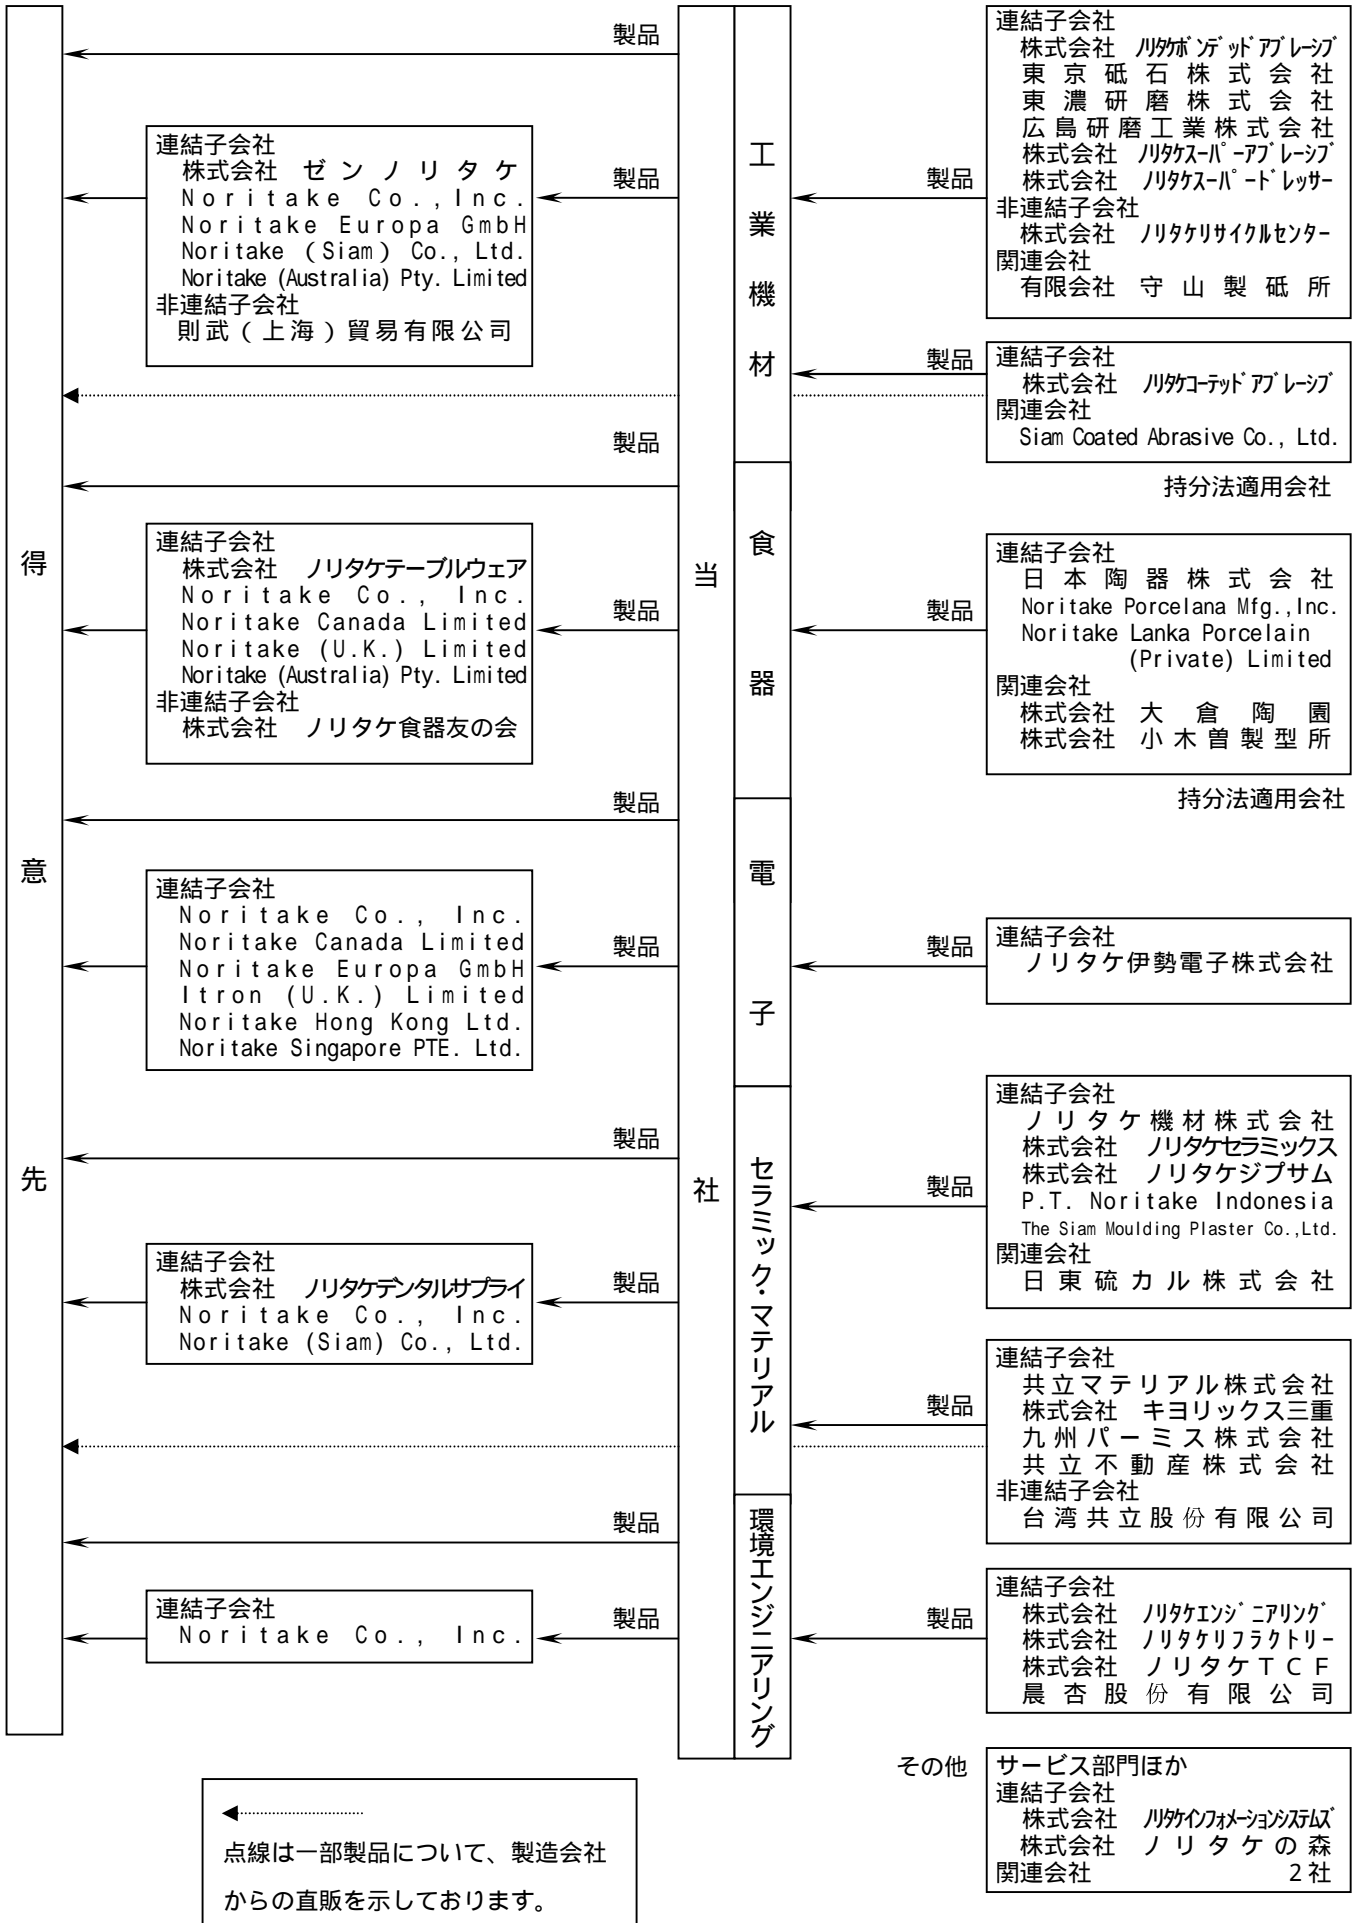 製品
連結子会社
株式会社 ゼンノリタケ
Noritake Co.,Inc.
Noritake Europa GmbH
Noritake (Siam) Co., Ltd.
Noritake (Australia) Pty. Limited
非連結子会社
則武(上海)貿易有限公司
製品
工業機材
製品
連結子会社
株式会社 ノリタケボンデッドアブレーシブ
東京砥石株式会社
東濃研磨株式会社
広島研磨工業株式会社
株式会社 ノリタケスーパーアブレーシブ
株式会社 ノリタケスーパードレッサー
非連結子会社
株式会社 ノリタケリサイクルセンター
関連会社
有限会社 守山製砥所
製品
連結子会社
株式会社 ノリタケコーテッドアブレーシブ
関連会社
Siam Coated Abrasive Co., Ltd.
持分法適用会社
製品
得意先
連結子会社
株式会社 ノリタケテーブルウェア
Noritake Co., Inc.
Noritake Canada Limited
Noritake (U.K.) Limited
Noritake (Australia) Pty. Limited
非連結子会社
株式会社 ノリタケ食器友の会
製品
当社
食器
製品
連結子会社
日本陶器株式会社
Noritake Porcelana Mfg.,Inc.
Noritake Lanka Porcelain
(Private) Limited
関連会社
株式会社 大倉陶園
株式会社 小木曽製型所
持分法適用会社
製品
連結子会社
Noritake Co., Inc.
Noritake Canada Limited
Noritake Europa GmbH
Itron (U.K.) Limited
Noritake Hong Kong Ltd.
Noritake Singapore PTE. Ltd.
製品
電子
製品
連結子会社
ノリタケ伊勢電子株式会社
製品
連結子会社
株式会社 ノリタケデンタルサプライ
Noritake Co., Inc.
Noritake (Siam) Co., Ltd.
製品
セラミック・マテリアル
製品
連結子会社
ノリタケ機材株式会社
株式会社 ノリタケセラミックス
株式会社 ノリタケジプサム
P.T. Noritake Indonesia
The Siam Moulding Plaster Co.,Ltd.
関連会社
日東硫カル株式会社
製品
連結子会社
共立マテリアル株式会社
株式会社 キヨリックス三重
九州パーミス株式会社
共立不動産株式会社
非連結子会社
台湾共立股份有限公司
製品
連結子会社
Noritake Co., Inc.
製品
環境エンジニアリング
製品
連結子会社
株式会社 ノリタケエンジニアリング
株式会社 ノリタケリフラクトリー
株式会社 ノリタケTCF
晨杏股份有限公司
その他
サービス部門ほか
連結子会社
株式会社 ノリタケインフォメーションシステムズ
株式会社 ノリタケの森
関連会社 2社
点線は一部製品について、製造会社
からの直販を示しております。